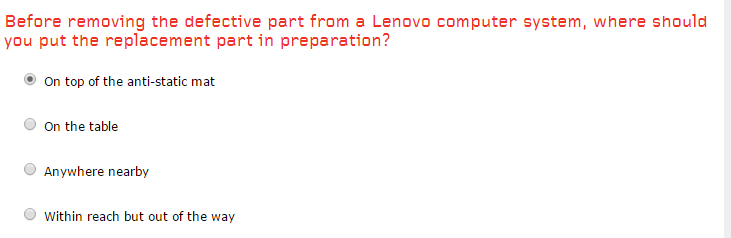 Before removing the defective part from a Lenovo computer system, where should
you put the replacement part in preparation?
On top of the anti-static mat
On the table
Anywhere nearby
Within reach but out of the way